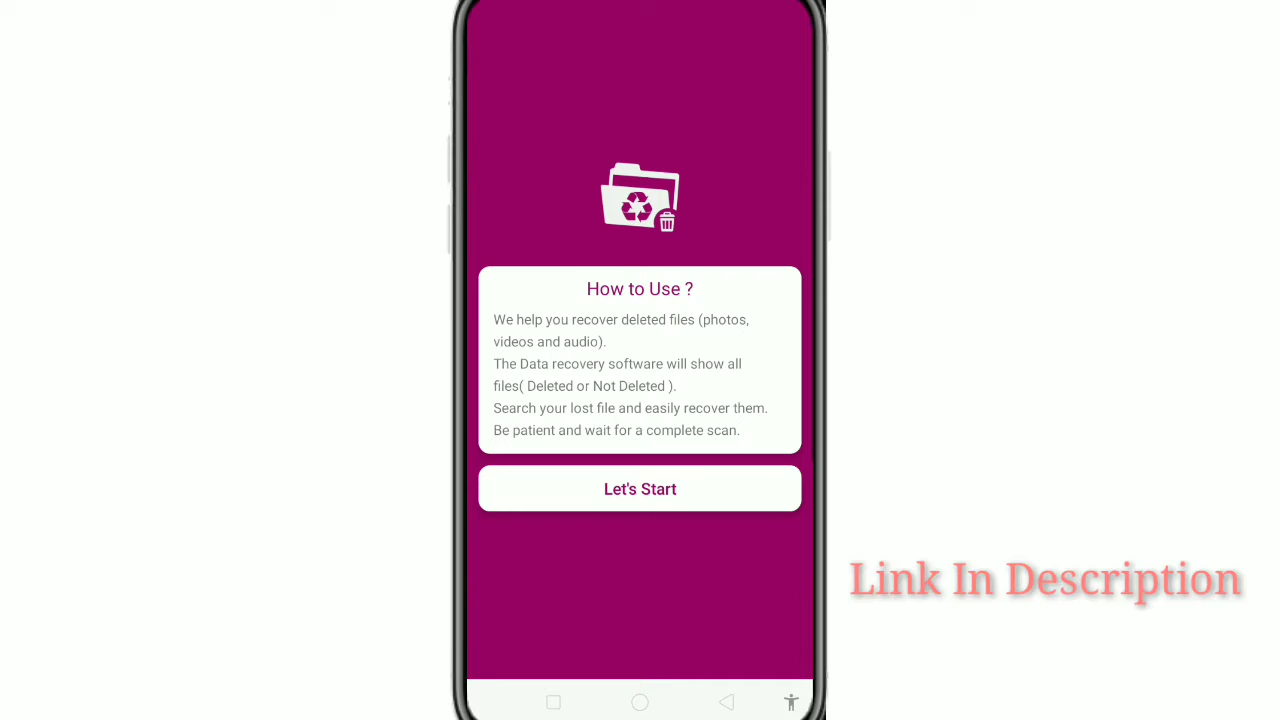 How to Use ?
We help you recover deleted files (photos,
videos and audio).
The Data recovery software will show all
files( Deleted or Not Deleted ).
Search your lost file and easily recover them.
Be patient and wait for a complete scan.
Let's Start
Link In Description